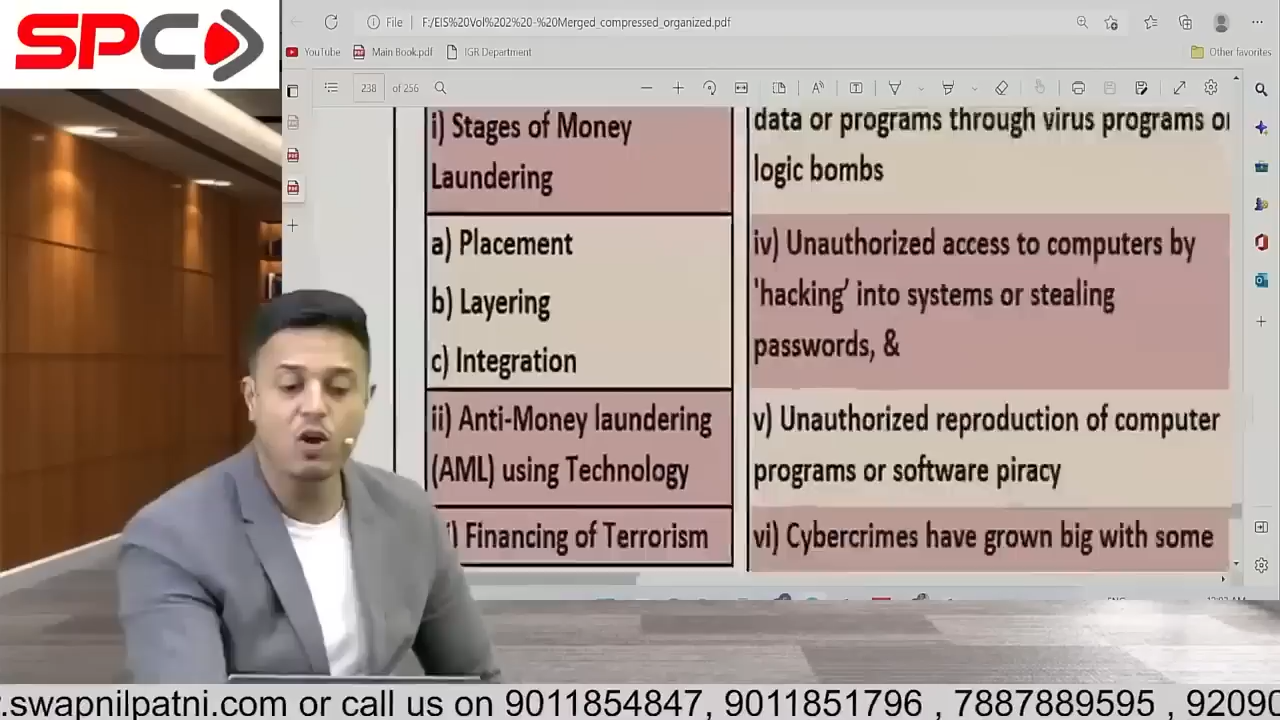 SPC
File
F:/EIS%20Vol%202%20-%20Merged_compressed_organized.pdf
YouTube
Main Book.pdf
IGR Department
Other favorites
238 of 256
i) Stages of Money
Laundering
a) Placement
b) Layering
c) Integration
ii) Anti-Money laundering
(AML) using Technology
) Financing of Terrorism
data or programs through virus programs or
logic bombs
iv) Unauthorized access to computers by
'hacking’ into systems or stealing
passwords, &
v) Unauthorized reproduction of computer
programs or software piracy
vi) Cybercrimes have grown big with some
.swapnilpatni.com or call us on 9011854847, 9011851796 , 7887889595 , 9209